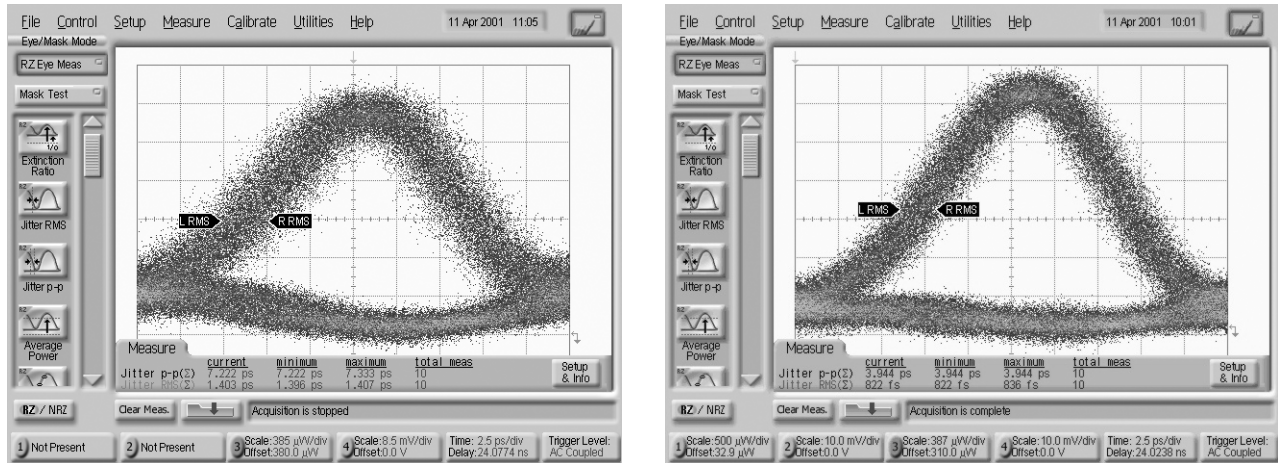 File Control Setup Measure Calibrate Utilities Help 11 Apr 2001 11:05
Eye/Mask Mode
RZ Eye Meas
Mask Test
Extinction
Ratio
Jitter RMS
Jitter p-p
Average
Power
L RMS R RMS
Measure
current minimum maximum total meas
Jitter p-p(Σ) 7.222 ps 7.222 ps 7.333 ps 10
Jitter RMS(Σ) 1.403 ps 1.396 ps 1.407 ps 10
Setup
& Info
RZ / NRZ Clear Meas. Acquisition is stopped
1) Not Present 2) Not Present 3) Scale:385 μW/div 4) Scale:8.5 mV/div Time: 2.5 ps/div Trigger Level:
Offset:380.0 μW Offset:0.0 V Delay:24.0774 ns AC Coupled
File Control Setup Measure Calibrate Utilities Help 11 Apr 2001 10:01
Eye/Mask Mode
RZ Eye Meas
Mask Test
Extinction
Ratio
Jitter RMS
Jitter p-p
Average
Power
L RMS R RMS
Measure
current minimum maximum total meas
Jitter p-p(Σ) 3.944 ps 3.944 ps 3.944 ps 10
Jitter RMS(Σ) 822 fs 822 fs 836 fs 10
Setup
& Info
RZ / NRZ Clear Meas. Acquisition is complete
1) Scale:500 μW/div 2) Scale:10.0 mV/div 3) Scale:387 μW/div 4) Scale:10.0 mV/div Time: 2.5 ps/div Trigger Level:
Offset:32.9 μW Offset:0.0 V Offset:310.0 μW Offset:0.0 V Delay:24.0238 ns AC Coupled